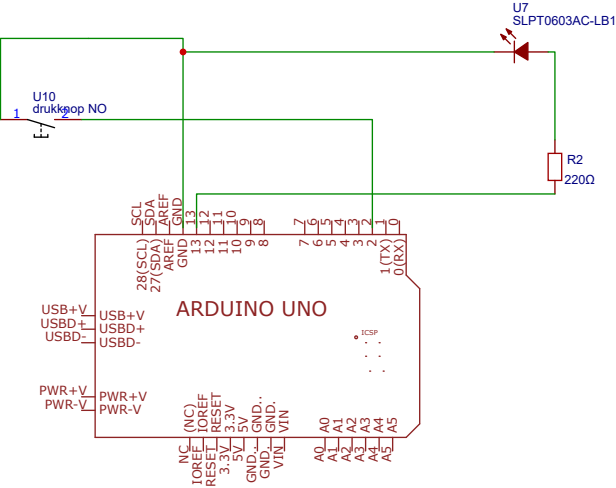 U7
SLPT0603AC-LB1
U10
drukknop NO
1
2
R2
220Ω
SCL
SDA
AREF
GND
13
12
11
10
9
8
7
6
5
4
3
2
1
0
28(SCL)
27(SDA)
AREF
GND
13
12
11
10
9
8
7
6
5
4
3
2
1(TX)
0(RX)
ARDUINO UNO
USB+V
USB+V
USBD+
USBD+
USBD-
USBD-
ICSP
PWR+V
PWR+V
PWR-V
PWR-V
(NC)
IOREF
RESET
3.3V
5V
GND..
GND.
VIN
A0
A1
A2
A3
A4
A5
NC
IOREF
RESET
3.3V
5V
GND..
GND.
VIN
A0
A1
A2
A3
A4
A5